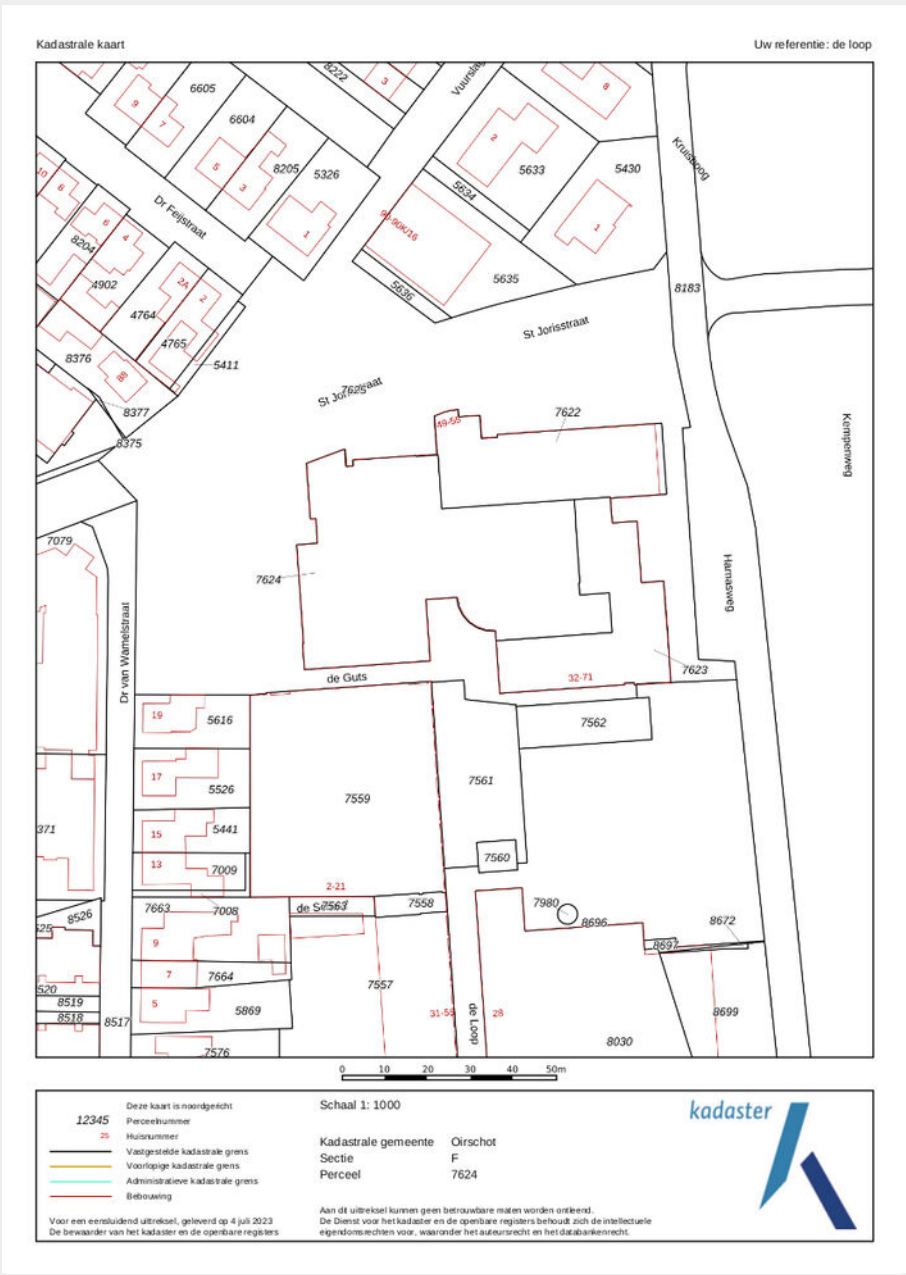 Kadastrale kaart
Uw referentie: de loop
8222
3
Vuurslag
8
6605
9
7
6604
5
3
8205
5326
1
2
5633
5430
1
Kruisboog
5634
90-90K/16
5635
5636
8183
10
6
Dr Feijstraat
6
4
8204
4902
2A
2
4764
4765
5411
8376
88
8377
8375
St Jorisstraat
7625
St Jorisstraat
7622
49-55
Kempenweg
7079
7624
Hamasweg
Dr van Wamelstraat
7623
de Guts
32-71
19
5616
7562
17
5526
7561
7559
371
15
5441
13
7009
7560
2-21
7008
7663
7563
7558
7980
8696
8672
8526
9
8697
7
7664
7557
520
8519
8518
8517
5
5869
31-55
de Loop
28
8699
8030
7576
0 10 20 30 40 50m
Deze kaart is noordgericht
12345 Perceelnummer
25 Huisnummer
Vastgestelde kadastrale grens
Voorlopige kadastrale grens
Administratieve kadastrale grens
Bebouwing
Voor een eensluidend uittreksel, geleverd op 4 juli 2023
De bewaarder van het kadaster en de openbare registers
Schaal 1: 1000
Kadastrale gemeente Oirschot
Sectie F
Perceel 7624
Aan dit uittreksel kunnen geen betrouwbare maten worden ontleend.
De Dienst voor het kadaster en de openbare registers behoudt zich de intellectuele
eigendomsrechten voor, waaronder het auteursrecht en het databankenrecht.
kadaster